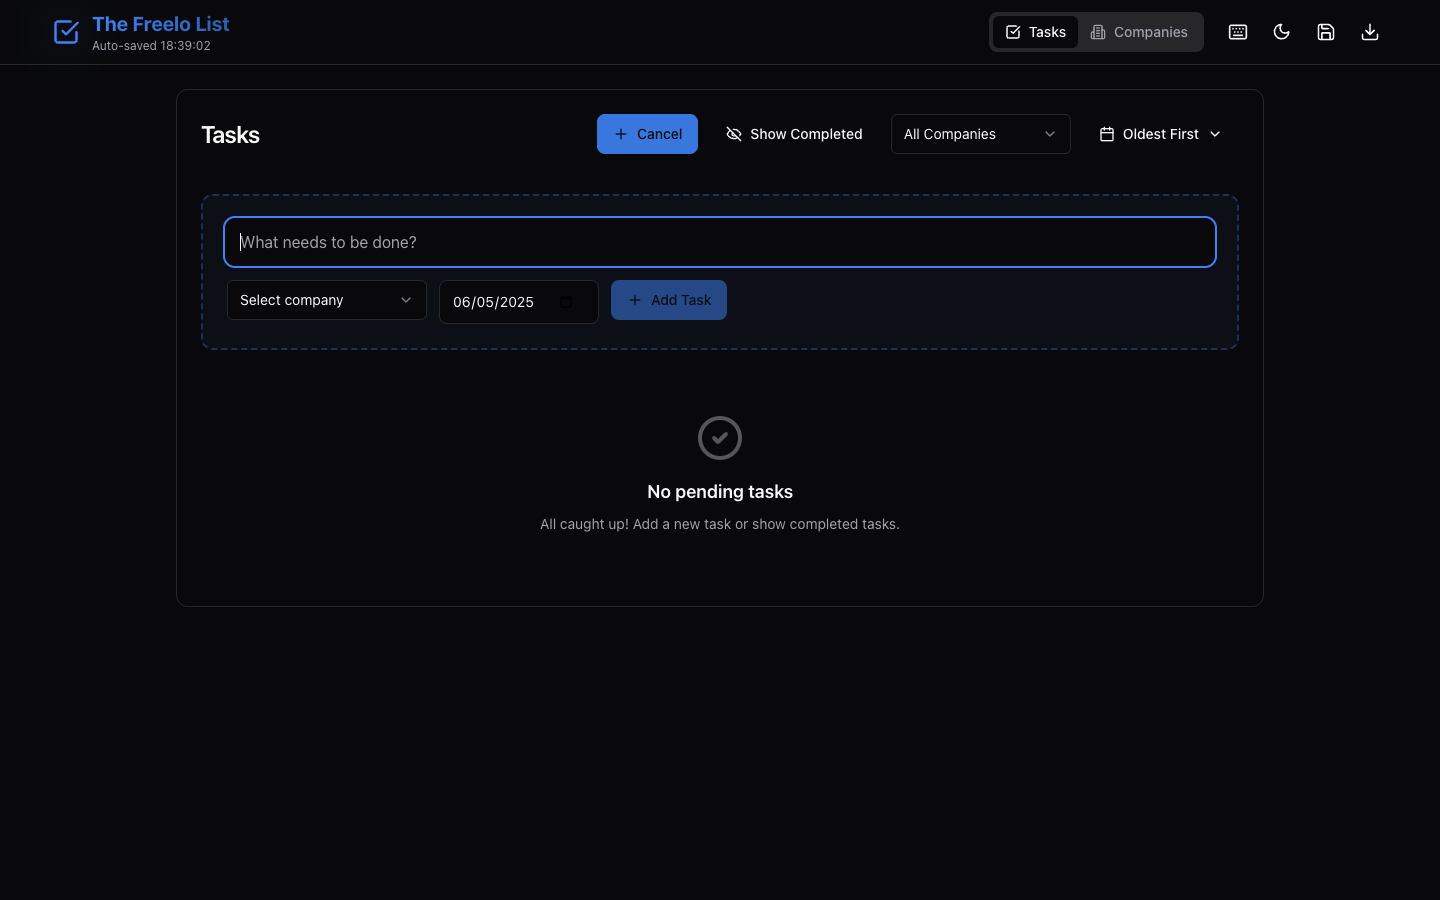 The Freelo List
Auto-saved 18:39:02
Tasks
Companies
Tasks
Cancel
Show Completed
All Companies
Oldest First
What needs to be done?
Select company
06/05/2025
Add Task
No pending tasks
All caught up! Add a new task or show completed tasks.